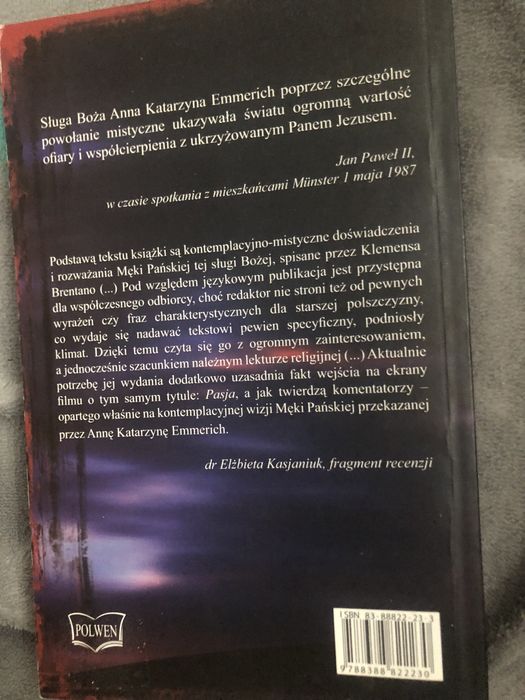 Sługa Boża Anna Katarzyna Emmerich poprzez szczególne
powołanie mistyczne ukazywała światu ogromną wartość
ofiary i współcierpienia z ukrzyżowanym Panem Jezusem.
Jan Paweł II,
w czasie spotkania z mieszkańcami Münster 1 maja 1987
Podstawą tekstu książki są kontemplacyjno-mistyczne doświadczenia
i rozważania Męki Pańskiej tej sługi Bożej, spisane przez Klemensa
Brentano (...) Pod względem językowym publikacja jest przystępna
dla współczesnego odbiorcy, choć redaktor nie stroni też od pewnych
wyrażeń czy fraz charakterystycznych dla starszej polszczyzny,
co wydaje się nadawać tekstowi pewien specyficzny, podniosły
klimat. Dzięki temu czyta się go z ogromnym zainteresowaniem,
a jednocześnie szacunkiem należnym lekturze religijnej (...) Aktualnie
potrzebę jej wydania dodatkowo uzasadnia fakt wejścia na ekrany
filmu o tym samym tytule: Pasja, a jak twierdzą komentatorzy –
opartego właśnie na kontemplacyjnej wizji Męki Pańskiej przekazanej
przez Annę Katarzynę Emmerich.
dr Elżbieta Kasjaniuk, fragment recenzji
POLWEN
ISBN 83-88822-23-3
9788388822230